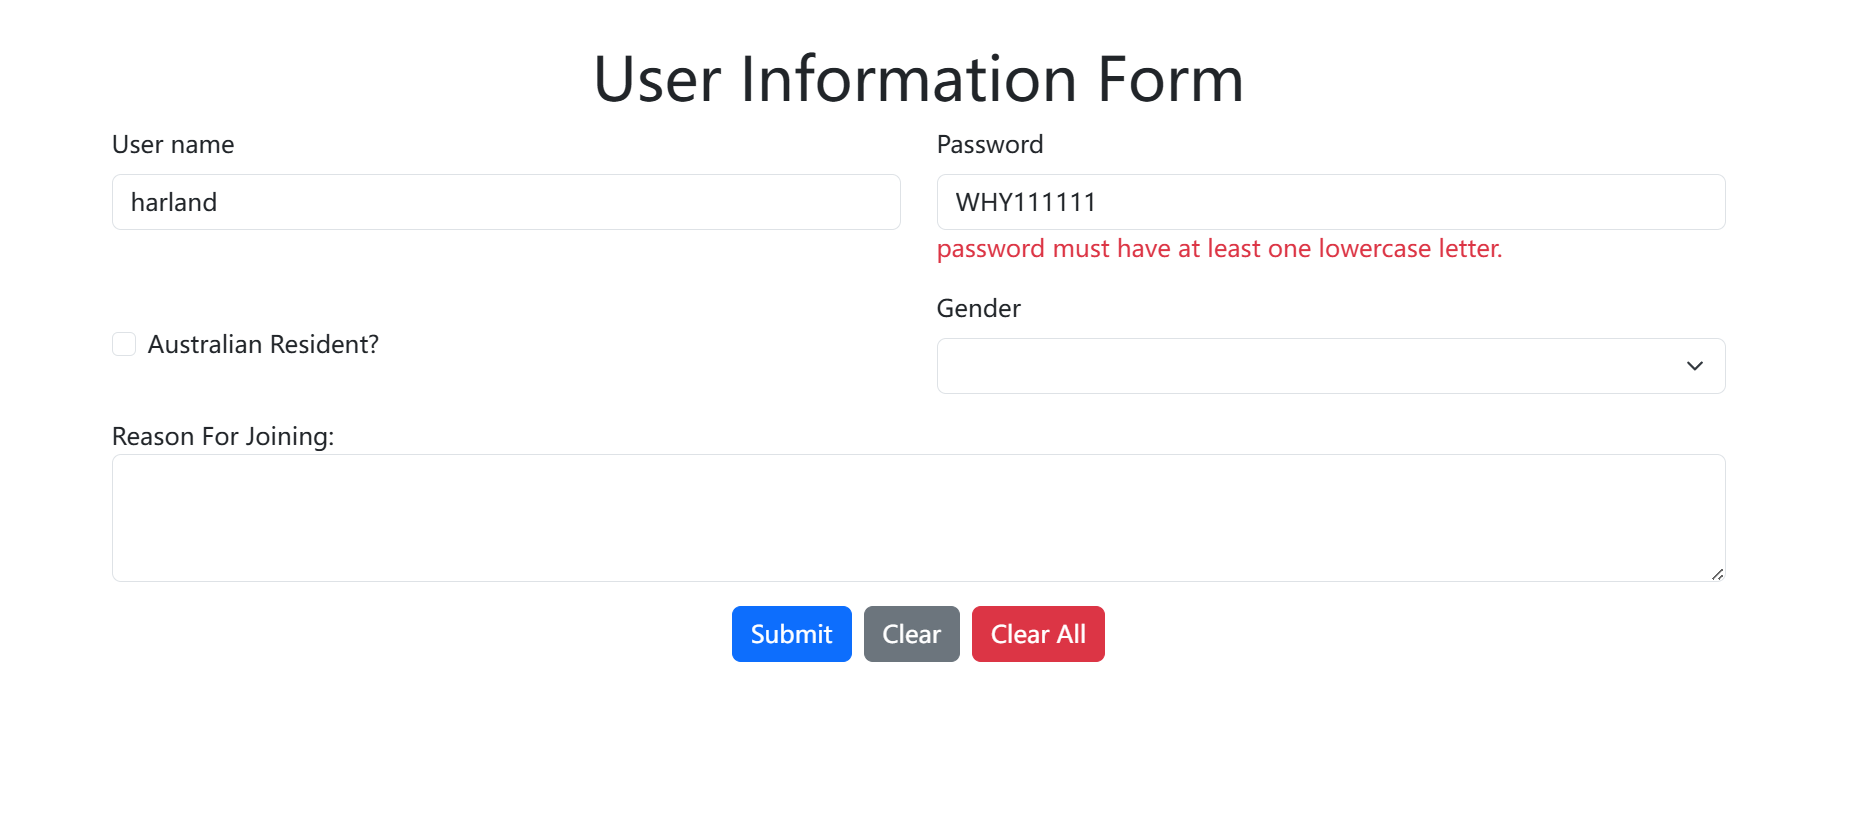 User Information Form
User name
Password
harland
WHY111111
password must have at least one lowercase letter.
Gender
Australian Resident?
Reason For Joining:
Submit
Clear
Clear All